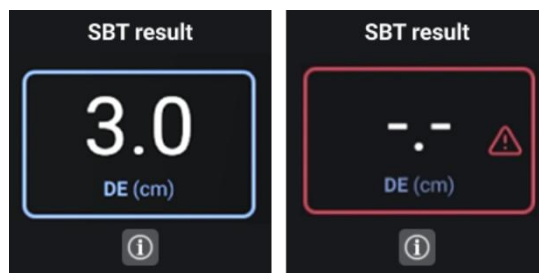 SBT result
3.0
DE (cm)
i
SBT result
-.-
DE (cm)
i